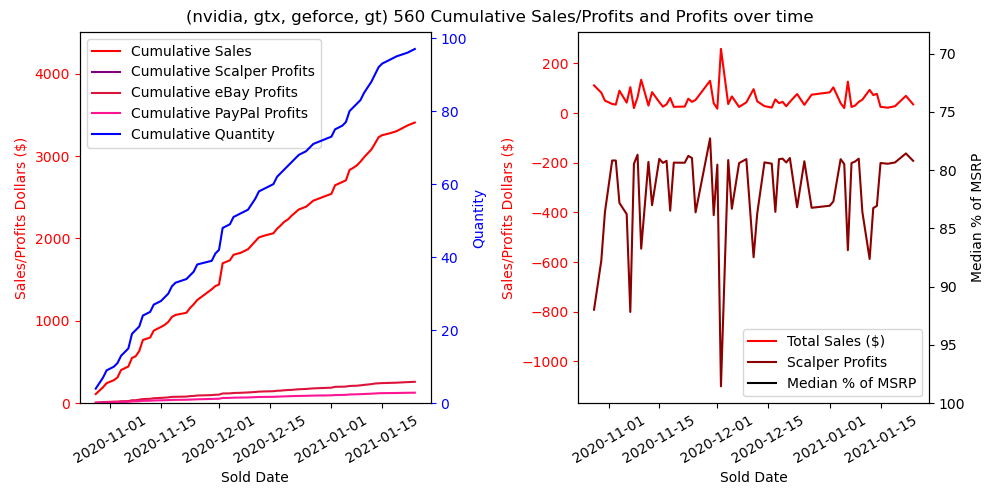 (nvidia, gtx, geforce, gt) 560 Cumulative Sales/Profits and Profits over time
Cumulative Sales
Cumulative Scalper Profits
Cumulative eBay Profits
Cumulative PayPal Profits
Cumulative Quantity
Sales/Profits Dollars ($)
4000
3000
2000
1000
0
100
80
60
40
20
0
Quantity
2020-11-01
2020-11-15
2020-12-01
2020-12-15
2021-01-01
2021-01-15
Sold Date
Sales/Profits Dollars ($)
200
0
−200
−400
−600
−800
−1000
70
75
80
85
90
95
100
Median % of MSRP
Total Sales ($)
Scalper Profits
Median % of MSRP
2020-11-01
2020-11-15
2020-12-01
2020-12-15
2021-01-01
2021-01-15
Sold Date